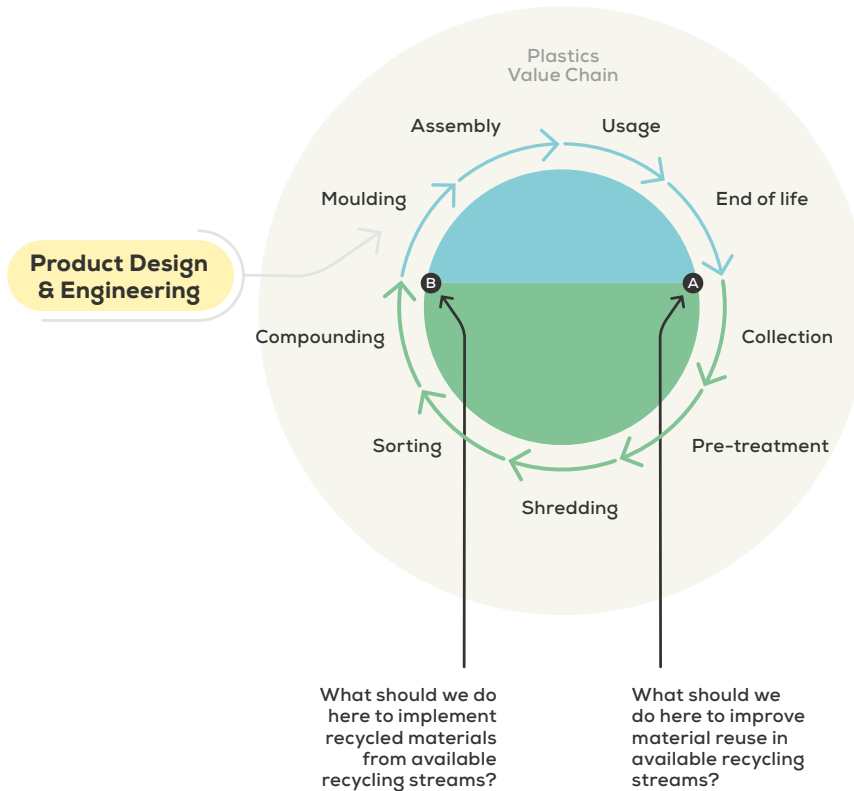 Plastics
Value Chain
Assembly
Usage
Moulding
End of life
Product Design
& Engineering
B
A
Compounding
Collection
Sorting
Pre-treatment
Shredding
What should we do
here to implement
recycled materials
from available
recycling streams?
What should we
do here to improve
material reuse in
available recycling
streams?